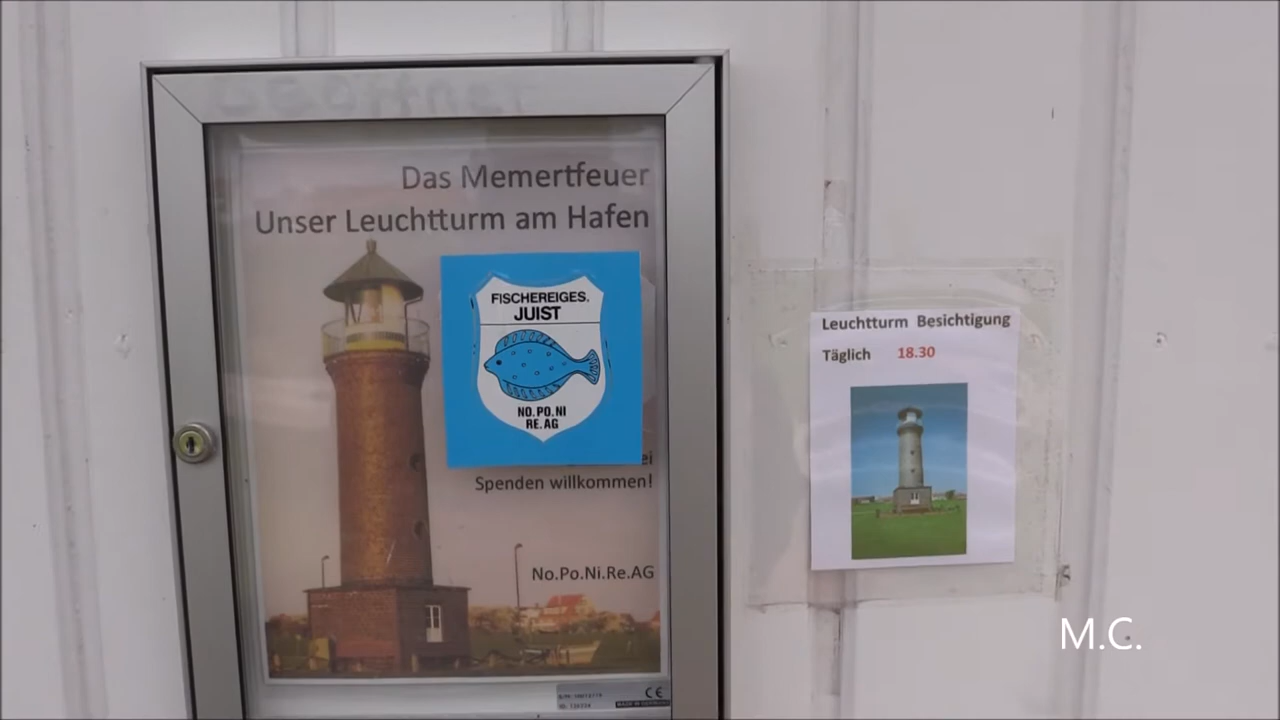 Das Memertfeuer
Unser Leuchtturm am Hafen
FISCHEREIGES.
JUIST
NO. PO. NI
RE. AG
Spenden willkommen!
No.Po.Ni.Re.AG
CE
Leuchtturm Besichtigung
Täglich 18.30
M.C.